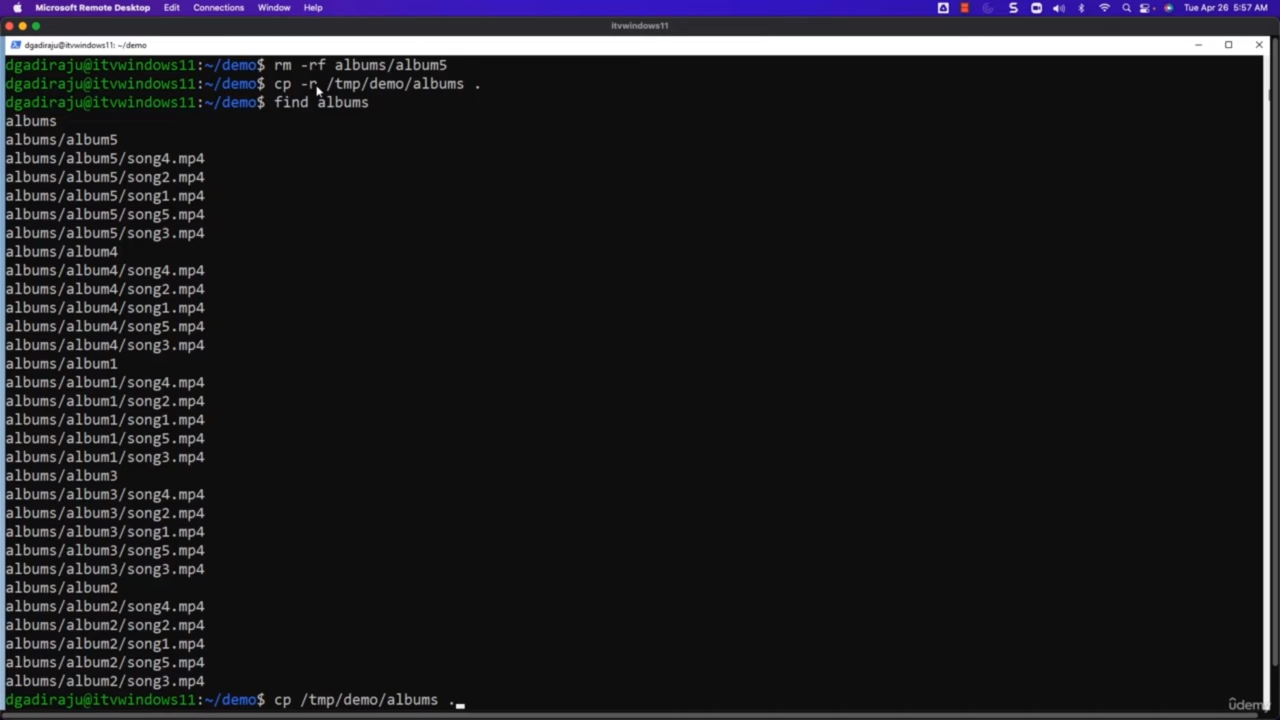 Microsoft Remote Desktop Edit Connections Window Help Tue Apr 26 5:57 AM
itvwindows11
dgadiraju@itvwindows11: ~/demo
dgadiraju@itvwindows11:~/demo$ rm -rf albums/album5
dgadiraju@itvwindows11:~/demo$ cp -r /tmp/demo/albums .
dgadiraju@itvwindows11:~/demo$ find albums
albums
albums/album5
albums/album5/song4.mp4
albums/album5/song2.mp4
albums/album5/song1.mp4
albums/album5/song5.mp4
albums/album5/song3.mp4
albums/album4
albums/album4/song4.mp4
albums/album4/song2.mp4
albums/album4/song1.mp4
albums/album4/song5.mp4
albums/album4/song3.mp4
albums/album1
albums/album1/song4.mp4
albums/album1/song2.mp4
albums/album1/song1.mp4
albums/album1/song5.mp4
albums/album1/song3.mp4
albums/album3
albums/album3/song4.mp4
albums/album3/song2.mp4
albums/album3/song1.mp4
albums/album3/song5.mp4
albums/album3/song3.mp4
albums/album2
albums/album2/song4.mp4
albums/album2/song2.mp4
albums/album2/song1.mp4
albums/album2/song5.mp4
albums/album2/song3.mp4
dgadiraju@itvwindows11:~/demo$ cp /tmp/demo/albums .
ûdemy